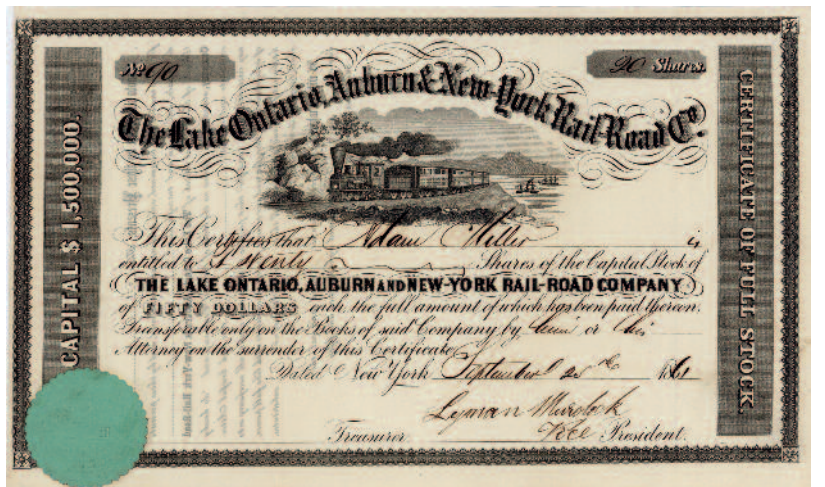 No 90
20 Shares.
The Lake Ontario, Auburn & New-York Rail-Road Co.
CAPITAL $ 1,500,000.
CERTIFICATE OF FULL STOCK.
This Certifies that Adam Miller is
entitled to Twenty Shares of the Capital Stock of
THE LAKE ONTARIO, AUBURN AND NEW-YORK RAIL-ROAD COMPANY
of FIFTY DOLLARS each, the full amount of which has been paid thereon.
Transferable only on the Books of said Company by him or his
Attorney on the surrender of this Certificate
Dated New York September 25th 1861
Lyman Murdock
Treasurer. Vice President.